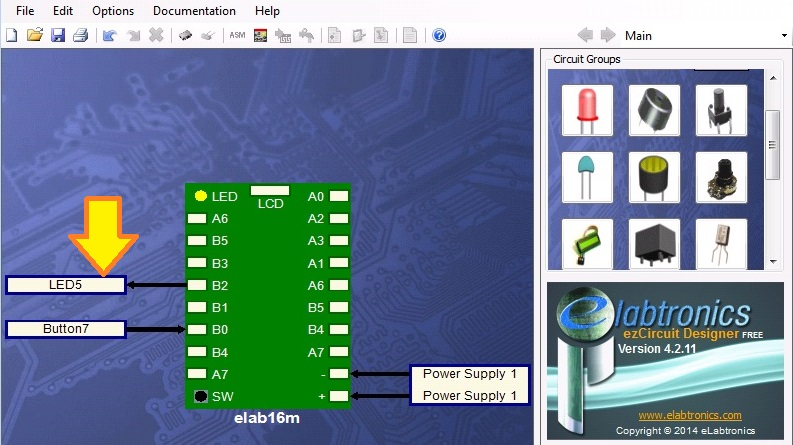 File Edit Options Documentation Help
ASM
Main
Circuit Groups
LED
LCD
A0
A6
A2
B5
A3
B3
A1
LED5
B2
A6
B1
B5
Button7
B0
B4
B4
A7
A7
-
Power Supply 1
SW
+
Power Supply 1
elab16m
elabtronics
ezCircuit Designer FREE
Version 4.2.11
www.elabtronics.com
Copyright © 2014 eLabtronics